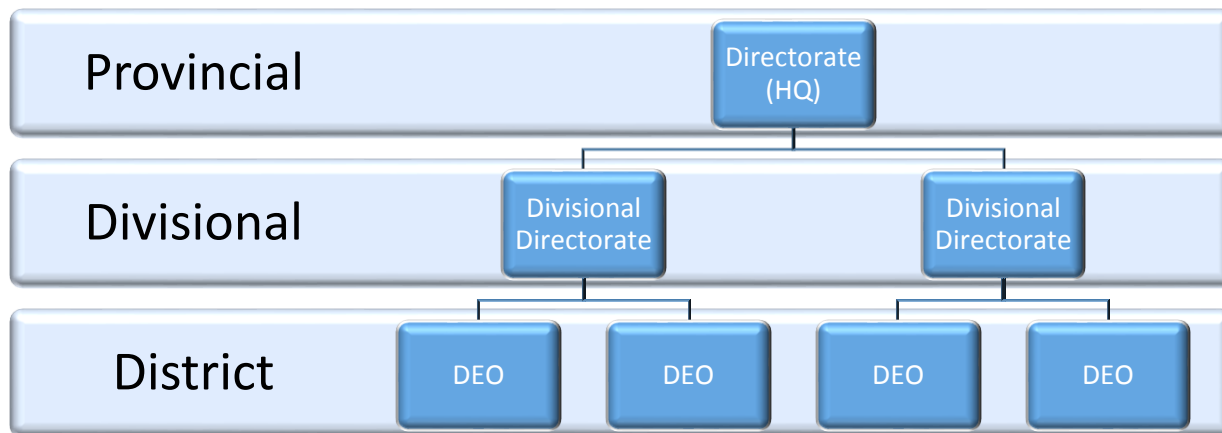 Provincial
Directorate
(HQ)
Divisional
Divisional
Directorate
Divisional
Directorate
District
DEO
DEO
DEO
DEO